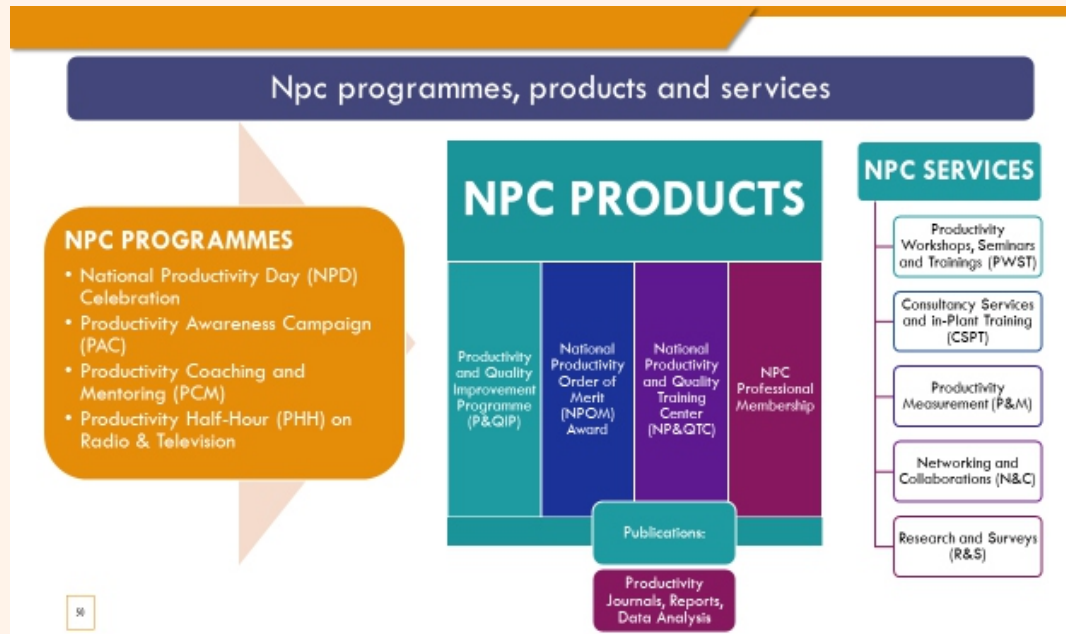 Npc programmes, products and services
NPC PROGRAMMES
• National Productivity Day (NPD)
Celebration
• Productivity Awareness Campaign
(PAC)
• Productivity Coaching and
Mentoring (PCM)
• Productivity Half-Hour (PHH) on
Radio & Television
NPC PRODUCTS
Productivity
and Quality
Improvement
Programme
(P&QIP)
National
Productivity
Order of
Merit
(NPOM)
Award
National
Productivity
and Quality
Training
Center
(NP&QTC)
NPC
Professional
Membership
Publications:
Productivity
Journals, Reports,
Data Analysis
NPC SERVICES
Productivity
Workshops, Seminars
and Trainings (PWST)
Consultancy Services
and in-Plant Training
(CSPT)
Productivity
Measurement (P&M)
Networking and
Collaborations (N&C)
Research and Surveys
(R&S)
50